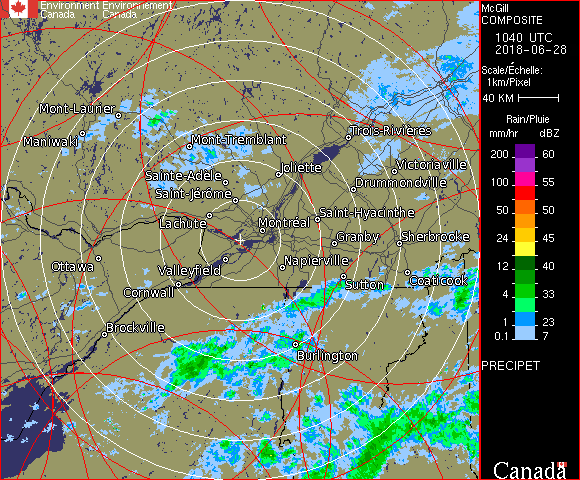 Environment Environnement
Canada Canada
McGill
COMPOSITE
1040 UTC
2018-06-28
Scale/Échelle:
1km/Pixel
40 KM
Rain/Pluie
mm/hr dBZ
200 60
100 55
50 50
24 45
12 40
4 33
1 23
0.1 7
PRECIPET
Canada
Mont-Laurier
Maniwaki
Mont-Tremblant
Trois-Rivières
Sainte-Adèle
Joliette
Victoriaville
Saint-Jérôme
Drummondville
Lachute
Montréal
Saint-Hyacinthe
Granby
Sherbrooke
Ottawa
Valleyfield
Napierville
Cornwall
Sutton
Coaticook
Brockville
Burlington